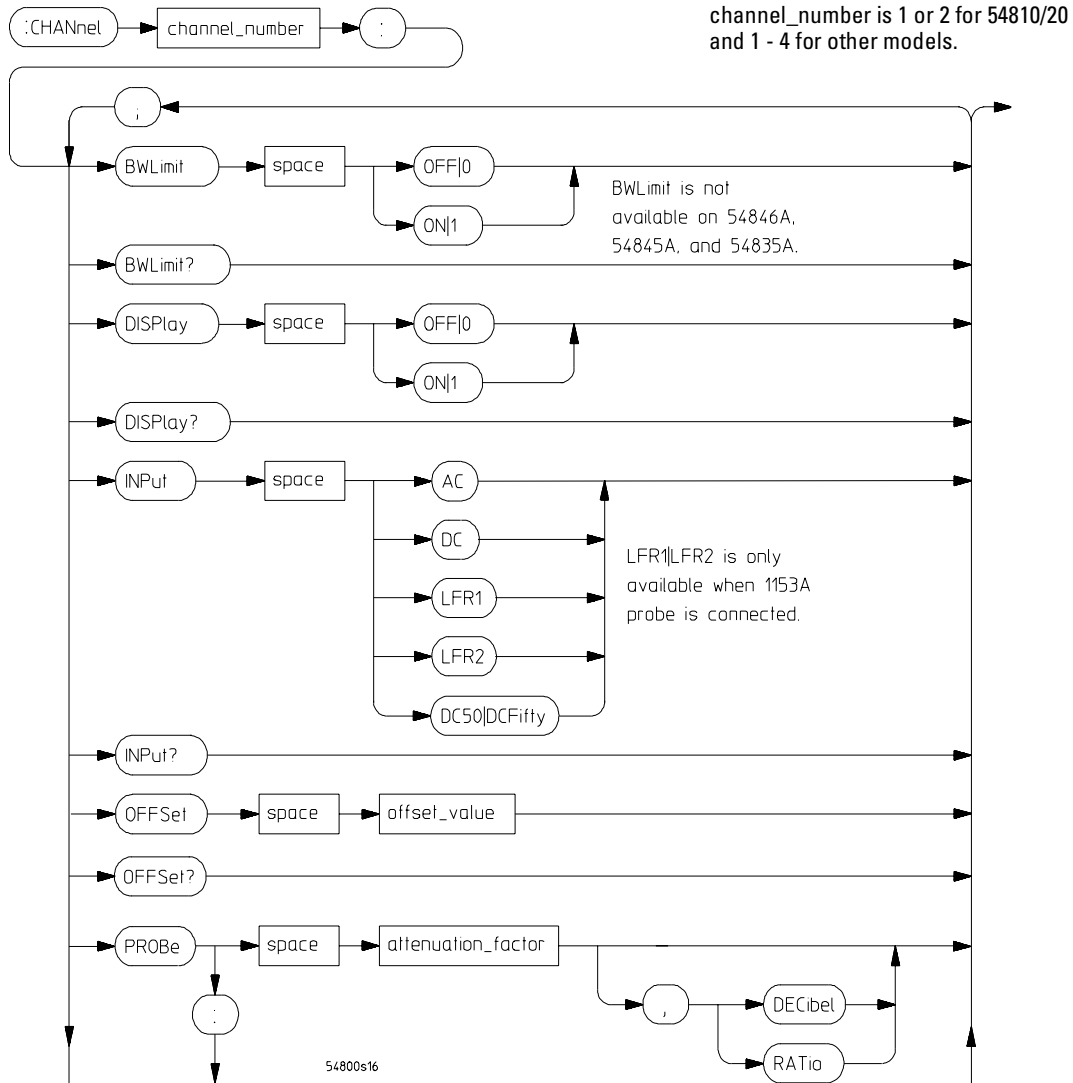 :CHANnel channel_number :
channel_number is 1 or 2 for 54810/20
and 1 - 4 for other models.
;
BWLimit space OFF|0
ON|1
BWLimit is not
available on 54846A,
54845A, and 54835A.
BWLimit?
DISPlay space OFF|0
ON|1
DISPlay?
INPut space AC
DC
LFR1
LFR2
DC50|DCFifty
LFR1|LFR2 is only
available when 1153A
probe is connected.
INPut?
OFFSet space offset_value
OFFSet?
PROBe space attenuation_factor
: , DECibel
RATio
54800s16